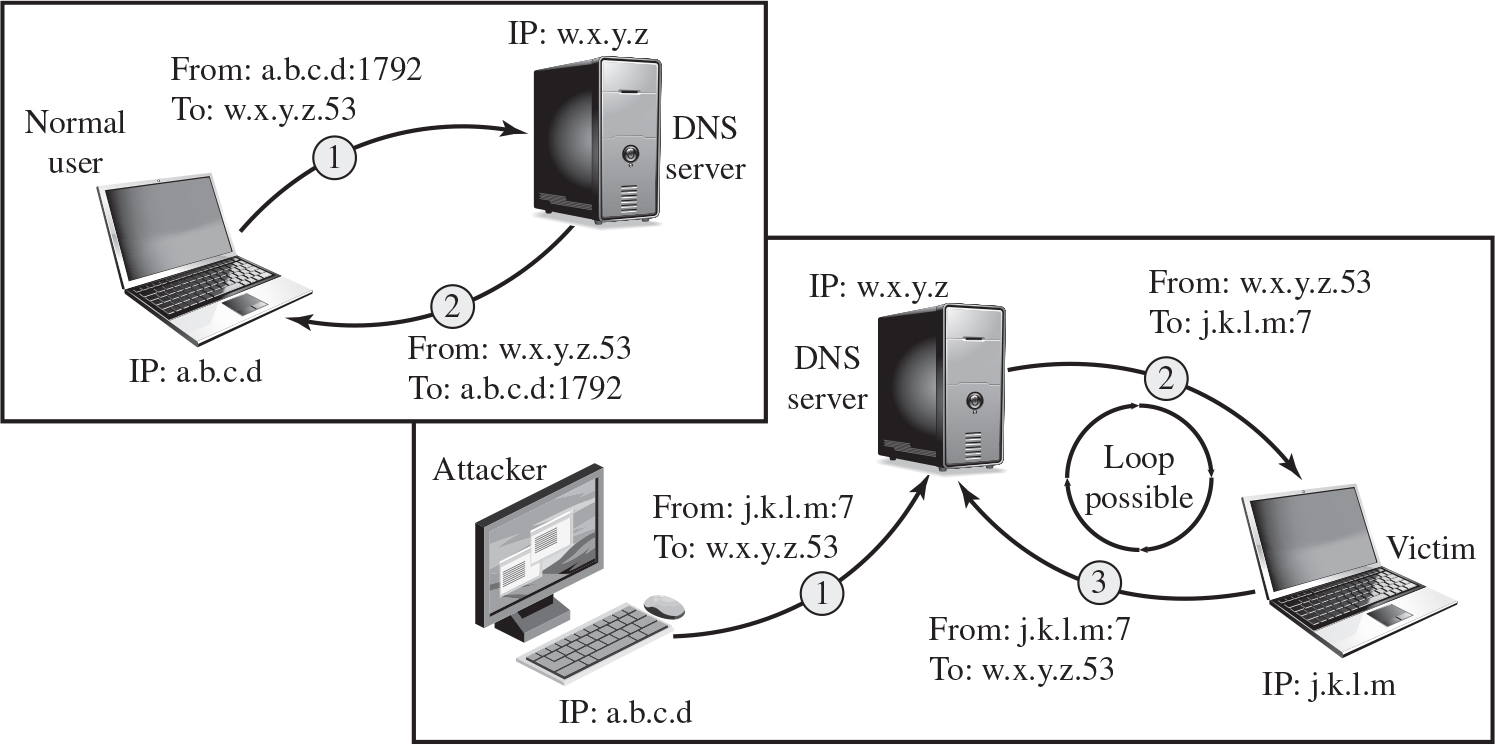 IP: w.x.y.z
From: a.b.c.d:1792
To: w.x.y.z.53
Normal
user
1
DNS
server
2
IP: a.b.c.d
From: w.x.y.z.53
To: a.b.c.d:1792
IP: w.x.y.z
From: w.x.y.z.53
To: j.k.l.m:7
DNS
server
2
Loop
possible
Attacker
From: j.k.l.m:7
To: w.x.y.z.53
1
Victim
3
From: j.k.l.m:7
To: w.x.y.z.53
IP: j.k.l.m
IP: a.b.c.d